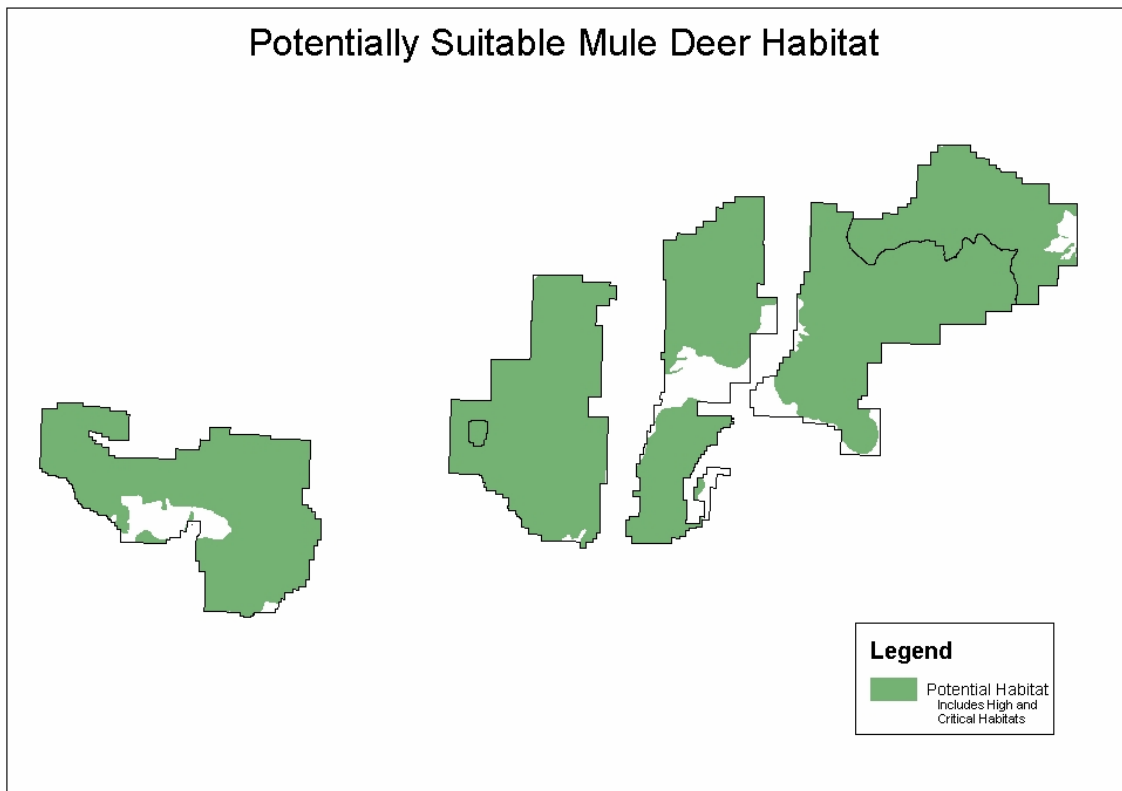 Potentially Suitable Mule Deer Habitat
Legend
Potential Habitat
Includes High and
Critical Habitats